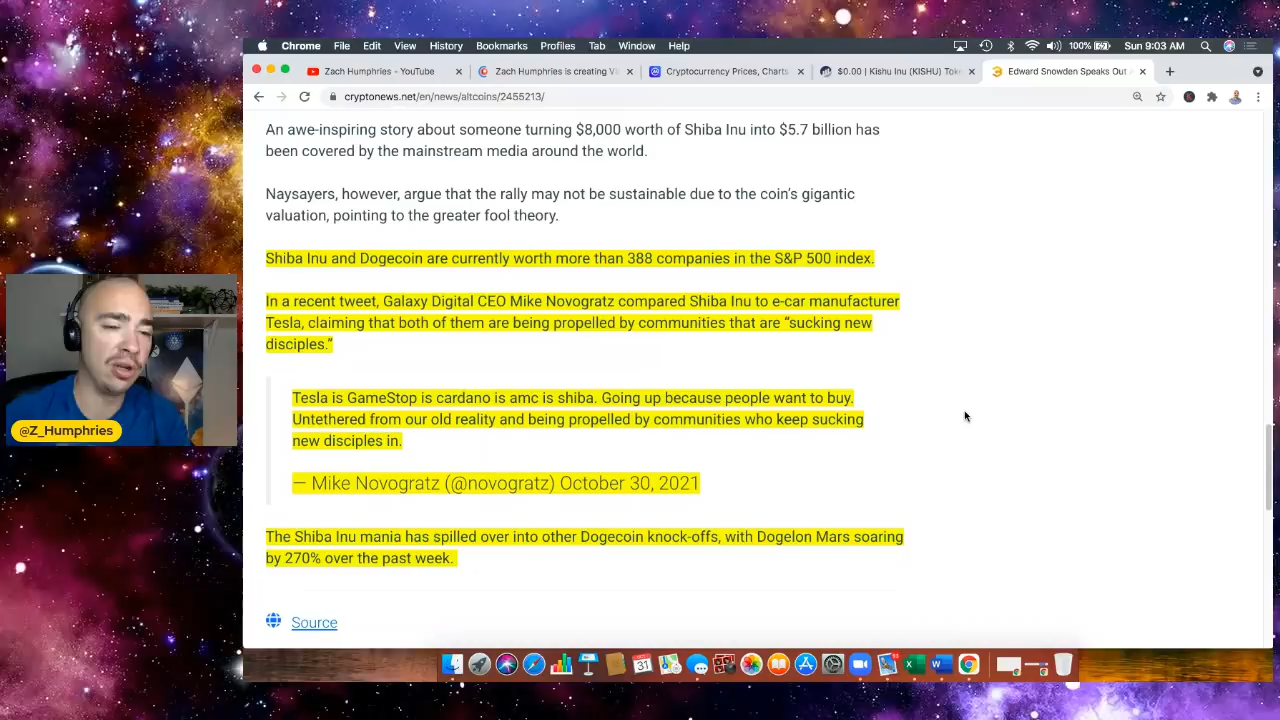 Chrome File Edit View History Bookmarks Profiles Tab Window Help 100% Sun 9:03 AM
Zach Humphries - YouTube × Zach Humphries is creating Vi × Cryptocurrency Prices, Charts × $0.00 | Kishu Inu (KISHU) Tok × Edward Snowden Speaks Out × +
cryptonews.net/en/news/altcoins/2455213/
An awe-inspiring story about someone turning $8,000 worth of Shiba Inu into $5.7 billion has
been covered by the mainstream media around the world.
Naysayers, however, argue that the rally may not be sustainable due to the coin's gigantic
valuation, pointing to the greater fool theory.
Shiba Inu and Dogecoin are currently worth more than 388 companies in the S&P 500 index.
In a recent tweet, Galaxy Digital CEO Mike Novogratz compared Shiba Inu to e-car manufacturer
Tesla, claiming that both of them are being propelled by communities that are “sucking new
disciples.”
Tesla is GameStop is cardano is amc is shiba. Going up because people want to buy.
Untethered from our old reality and being propelled by communities who keep sucking
new disciples in.
— Mike Novogratz (@novogratz) October 30, 2021
@Z_Humphries
The Shiba Inu mania has spilled over into other Dogecoin knock-offs, with Dogelon Mars soaring
by 270% over the past week.
Source
31